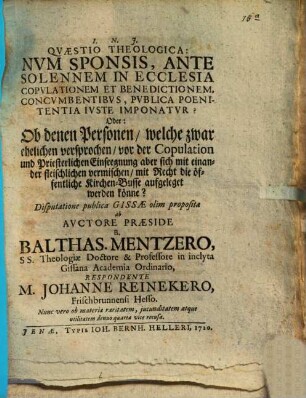 182
I. N. J.
QVÆSTIO THEOLOGICA:
NVM SPONSIS, ANTE
SOLENNEM IN ECCLESIA
COPVLATIONEM ET BENEDICTIONEM,
CONCVMBENTIBVS, PVBLICA POENI-
TENTIA IVSTE IMPONATVR?
Oder:
Ob denen Personen/ welche zwar
ehelichen versprochen/ vor der Copulation
und Priesterlichen Einseegnung aber sich mit einan-
der fleischlichen vermischen/ mit Recht die öf-
fentliche Kirchen-Busse aufgeleget
werden könne?
Disputatione publica GISSÆ olim proposita
ab
AVCTORE PRÆSIDE
B.
BALTHAS. MENTZERO,
SS. Theologiæ Doctore & Professore in inclyta
Gissana Academia Ordinario,
RESPONDENTE
M. JOHANNE REINEKERO,
Frischbrunnensi Hesso.
Nunc vero ob materia raritatem, jucunditatem atque
utilitatem denuo quarta vice recusa.
JENÆ, TYPIS IOH. BERNH. HELLERI, 1720.